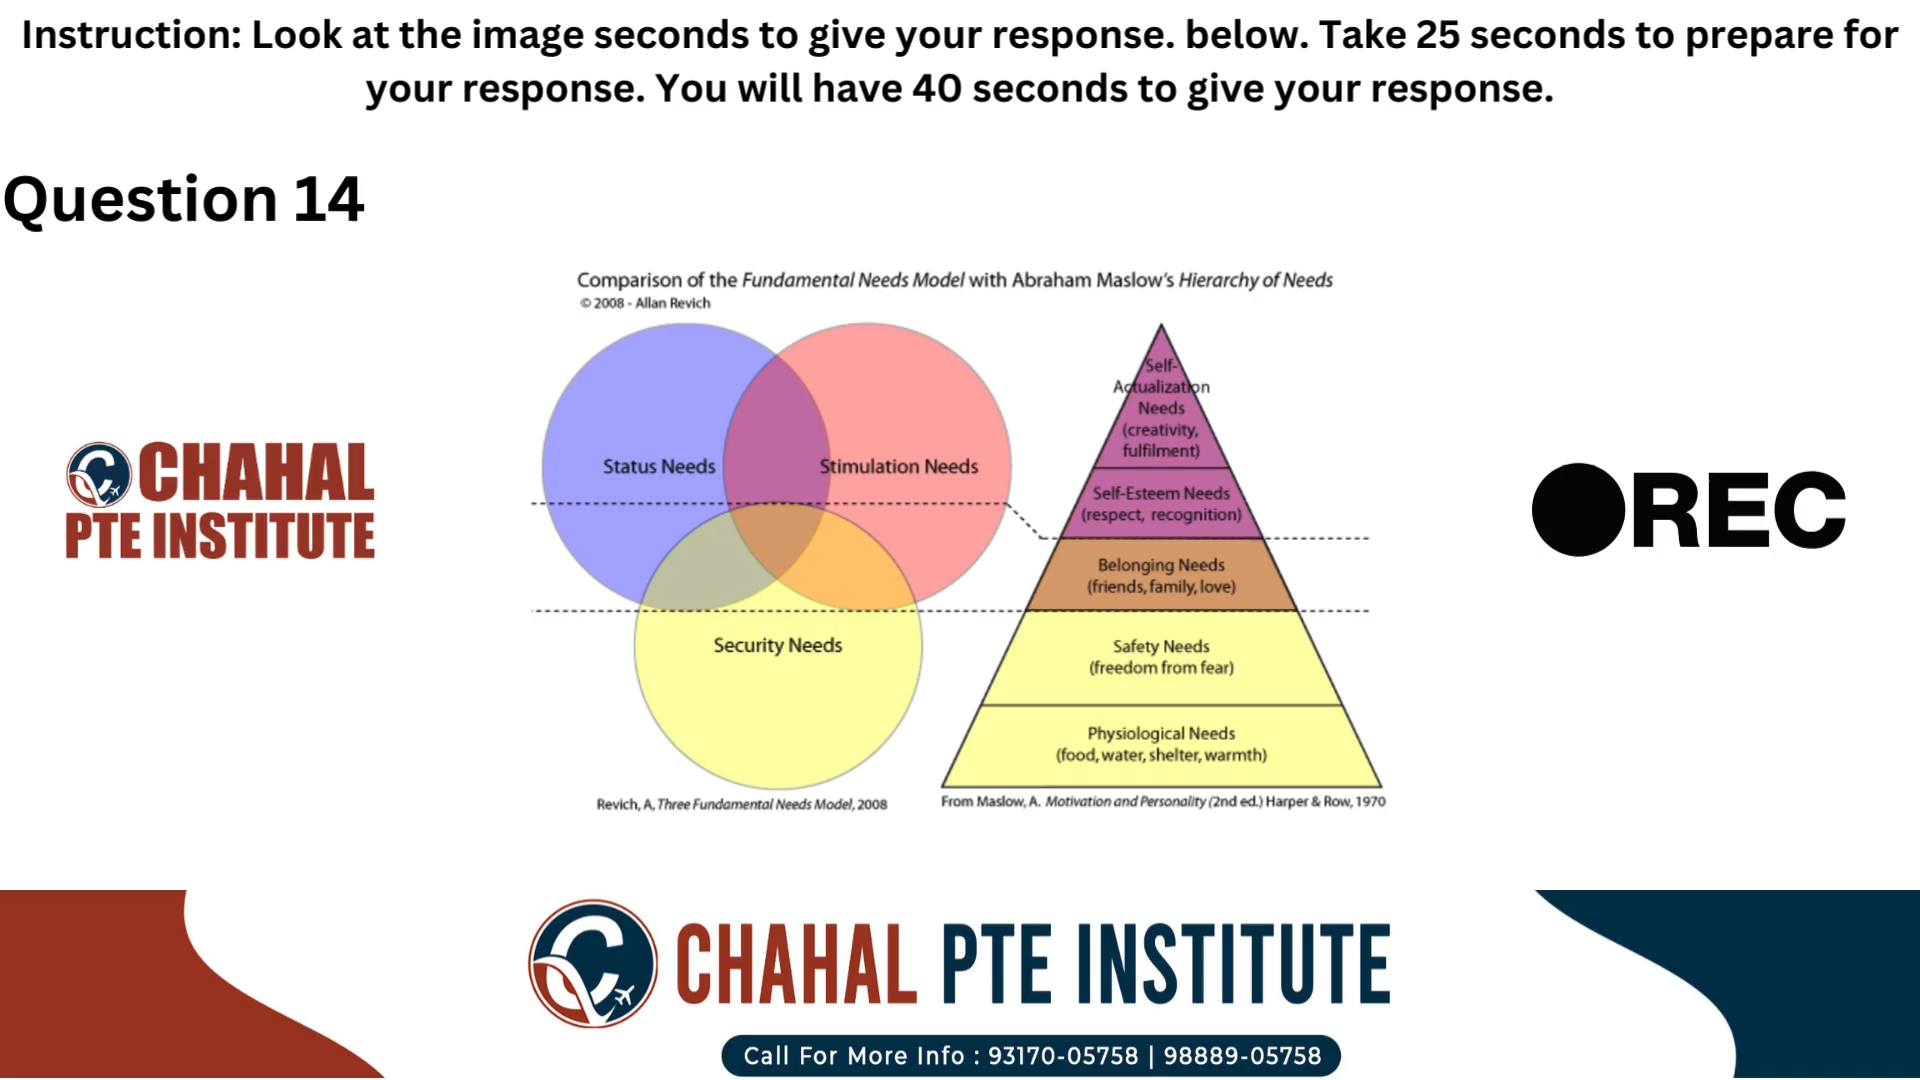 Instruction: Look at the image seconds to give your response. below. Take 25 seconds to prepare for
your response. You will have 40 seconds to give your response.
Question 14
Comparison of the Fundamental Needs Model with Abraham Maslow's Hierarchy of Needs
© 2008 - Allan Revich
Status Needs
Stimulation Needs
Security Needs
Revich, A, Three Fundamental Needs Model, 2008
Self-
Actualization
Needs
(creativity,
fulfilment)
Self-Esteem Needs
(respect, recognition)
Belonging Needs
(friends, family, love)
Safety Needs
(freedom from fear)
Physiological Needs
(food, water, shelter, warmth)
From Maslow, A. Motivation and Personality (2nd ed.) Harper & Row, 1970
CHAHAL
PTE INSTITUTE
REC
CHAHAL PTE INSTITUTE
Call For More Info : 93170-05758 | 98889-05758